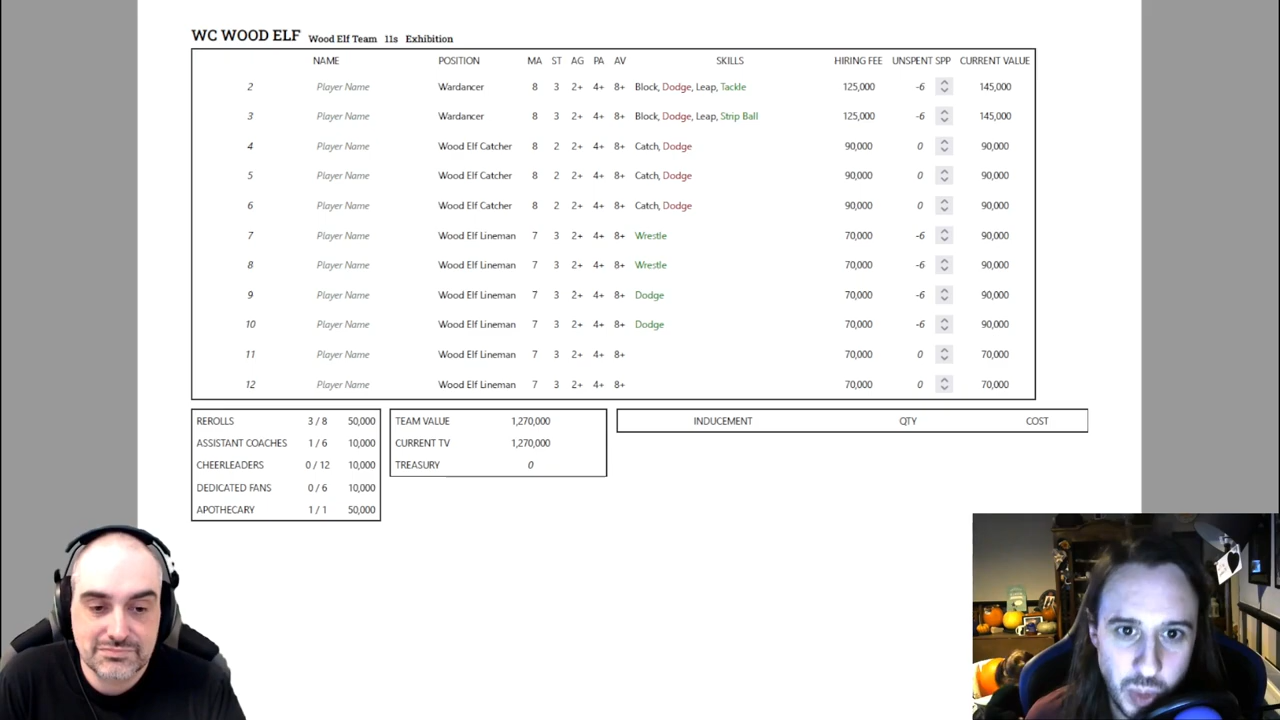 WC WOOD ELF Wood Elf Team 11s Exhibition
NAME POSITION MA ST AG PA AV SKILLS HIRING FEE UNSPENT SPP CURRENT VALUE
2 Player Name Wardancer 8 3 2+ 4+ 8+ Block, Dodge, Leap, Tackle 125,000 -6 145,000
3 Player Name Wardancer 8 3 2+ 4+ 8+ Block, Dodge, Leap, Strip Ball 125,000 -6 145,000
4 Player Name Wood Elf Catcher 8 2 2+ 4+ 8+ Catch, Dodge 90,000 0 90,000
5 Player Name Wood Elf Catcher 8 2 2+ 4+ 8+ Catch, Dodge 90,000 0 90,000
6 Player Name Wood Elf Catcher 8 2 2+ 4+ 8+ Catch, Dodge 90,000 0 90,000
7 Player Name Wood Elf Lineman 7 3 2+ 4+ 8+ Wrestle 70,000 -6 90,000
8 Player Name Wood Elf Lineman 7 3 2+ 4+ 8+ Wrestle 70,000 -6 90,000
9 Player Name Wood Elf Lineman 7 3 2+ 4+ 8+ Dodge 70,000 -6 90,000
10 Player Name Wood Elf Lineman 7 3 2+ 4+ 8+ Dodge 70,000 -6 90,000
11 Player Name Wood Elf Lineman 7 3 2+ 4+ 8+ 70,000 0 70,000
12 Player Name Wood Elf Lineman 7 3 2+ 4+ 8+ 70,000 0 70,000
REROLLS 3 / 8 50,000 TEAM VALUE 1,270,000 INDUCEMENT QTY COST
ASSISTANT COACHES 1 / 6 10,000 CURRENT TV 1,270,000
CHEERLEADERS 0 / 12 10,000 TREASURY 0
DEDICATED FANS 0 / 6 10,000
APOTHECARY 1 / 1 50,000